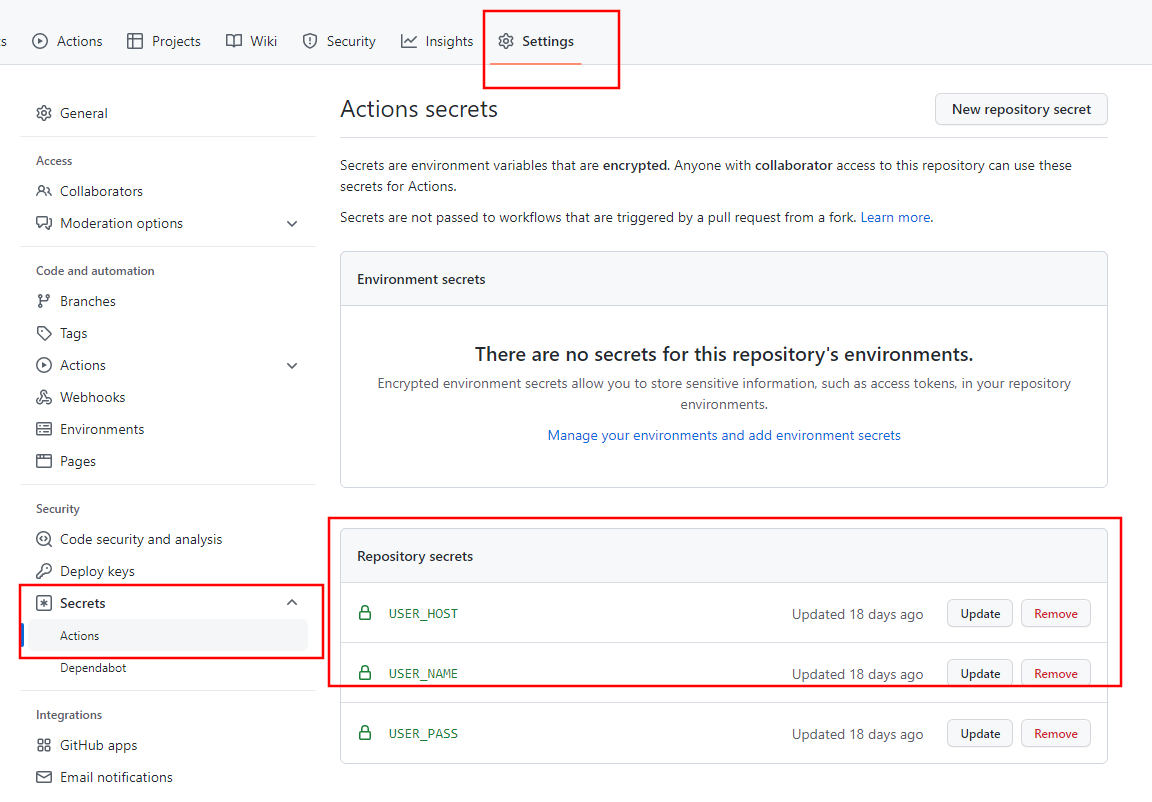 s Actions Projects Wiki Security Insights Settings
General
Access
Collaborators
Moderation options
Code and automation
Branches
Tags
Actions
Webhooks
Environments
Pages
Security
Code security and analysis
Deploy keys
Secrets
Actions
Dependabot
Integrations
GitHub apps
Email notifications
Actions secrets
New repository secret
Secrets are environment variables that are encrypted. Anyone with collaborator access to this repository can use these
secrets for Actions.
Secrets are not passed to workflows that are triggered by a pull request from a fork. Learn more.
Environment secrets
There are no secrets for this repository's environments.
Encrypted environment secrets allow you to store sensitive information, such as access tokens, in your repository
environments.
Manage your environments and add environment secrets
Repository secrets
USER_HOST Updated 18 days ago Update Remove
USER_NAME Updated 18 days ago Update Remove
USER_PASS Updated 18 days ago Update Remove